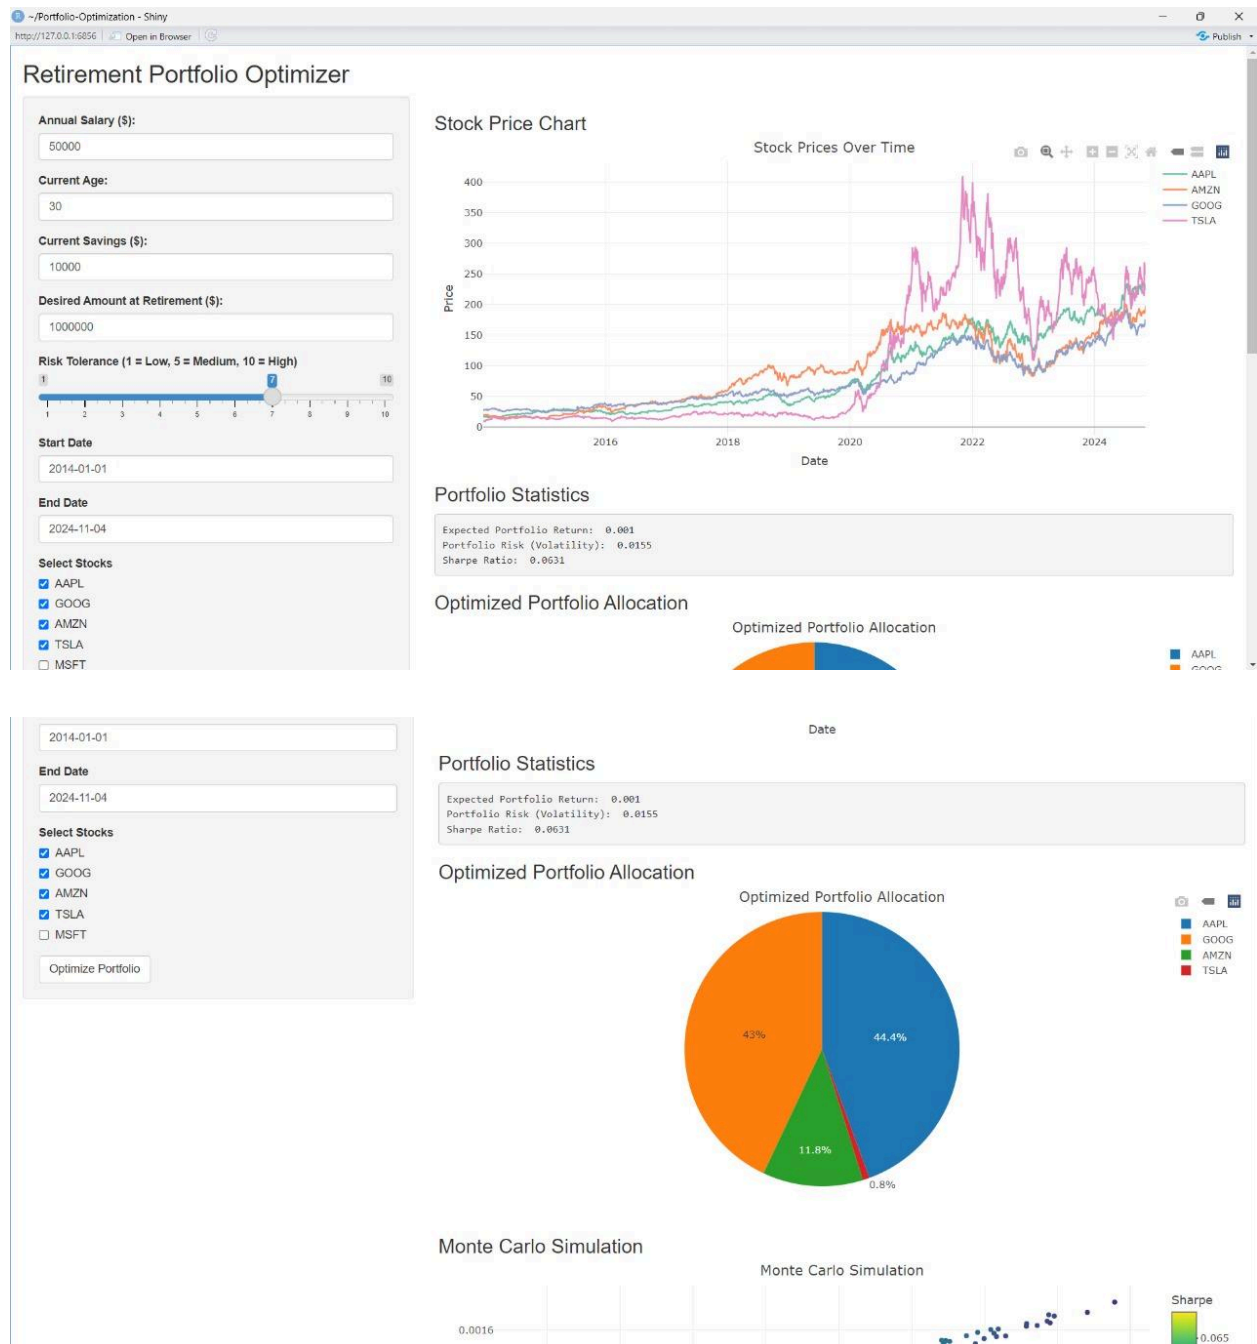 ~/Portfolio-Optimization - Shiny
http://127.0.0.1:6856 Open in Browser Publish
Retirement Portfolio Optimizer
Annual Salary ($):
50000
Current Age:
30
Current Savings ($):
10000
Desired Amount at Retirement ($):
1000000
Risk Tolerance (1 = Low, 5 = Medium, 10 = High)
1 7 10
1 2 3 4 5 6 7 8 9 10
Start Date
2014-01-01
End Date
2024-11-04
Select Stocks
AAPL
GOOG
AMZN
TSLA
MSFT
Stock Price Chart
Stock Prices Over Time
AAPL
AMZN
GOOG
TSLA
Price
400
350
300
250
200
150
100
50
0
2016 2018 2020 2022 2024
Date
Portfolio Statistics
Expected Portfolio Return: 0.001
Portfolio Risk (Volatility): 0.0155
Sharpe Ratio: 0.0631
Optimized Portfolio Allocation
Optimized Portfolio Allocation
AAPL
GOOG
2014-01-01
End Date
2024-11-04
Select Stocks
AAPL
GOOG
AMZN
TSLA
MSFT
Optimize Portfolio
Date
Portfolio Statistics
Expected Portfolio Return: 0.001
Portfolio Risk (Volatility): 0.0155
Sharpe Ratio: 0.0631
Optimized Portfolio Allocation
Optimized Portfolio Allocation
AAPL
GOOG
AMZN
TSLA
43%
44.4%
11.8%
0.8%
Monte Carlo Simulation
Monte Carlo Simulation
Sharpe
0.0016
0.065